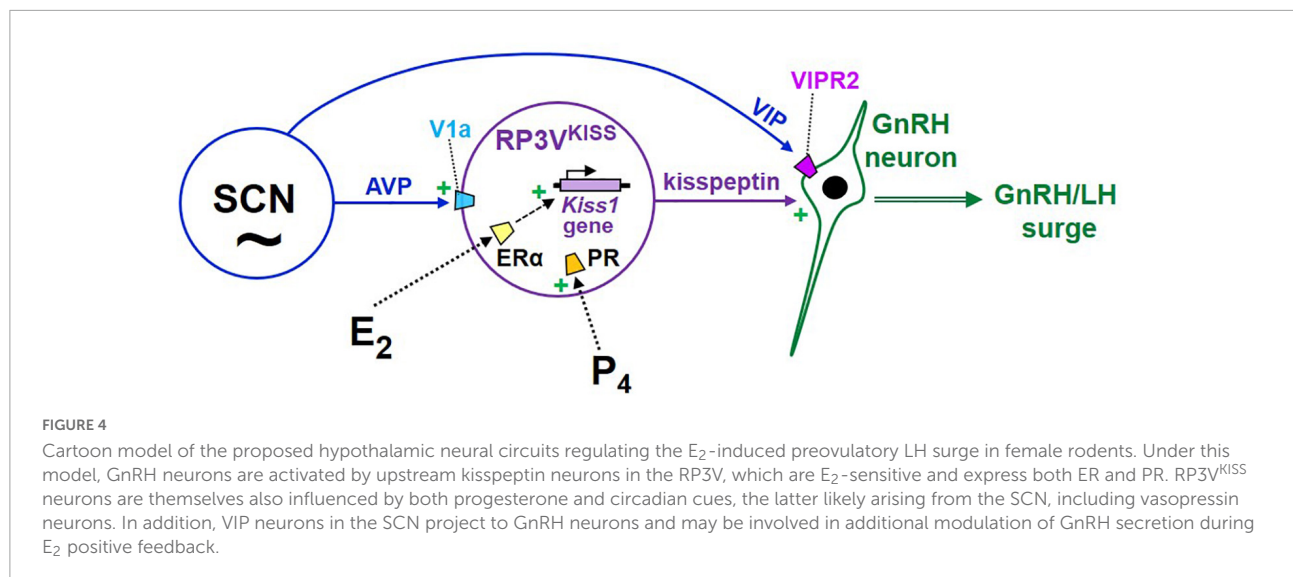 VIPR2
VIP
GnRH
neuron
V1a
RP3V^KISS
SCN
~
AVP
+
+
Kiss1
gene
kisspeptin
+
GnRH/LH
surge
ERα
PR
+
E₂
P₄
FIGURE 4
Cartoon model of the proposed hypothalamic neural circuits regulating the E₂-induced preovulatory LH surge in female rodents. Under this
model, GnRH neurons are activated by upstream kisspeptin neurons in the RP3V, which are E₂-sensitive and express both ER and PR. RP3V^KISS
neurons are themselves also influenced by both progesterone and circadian cues, the latter likely arising from the SCN, including vasopressin
neurons. In addition, VIP neurons in the SCN project to GnRH neurons and may be involved in additional modulation of GnRH secretion during
E₂ positive feedback.